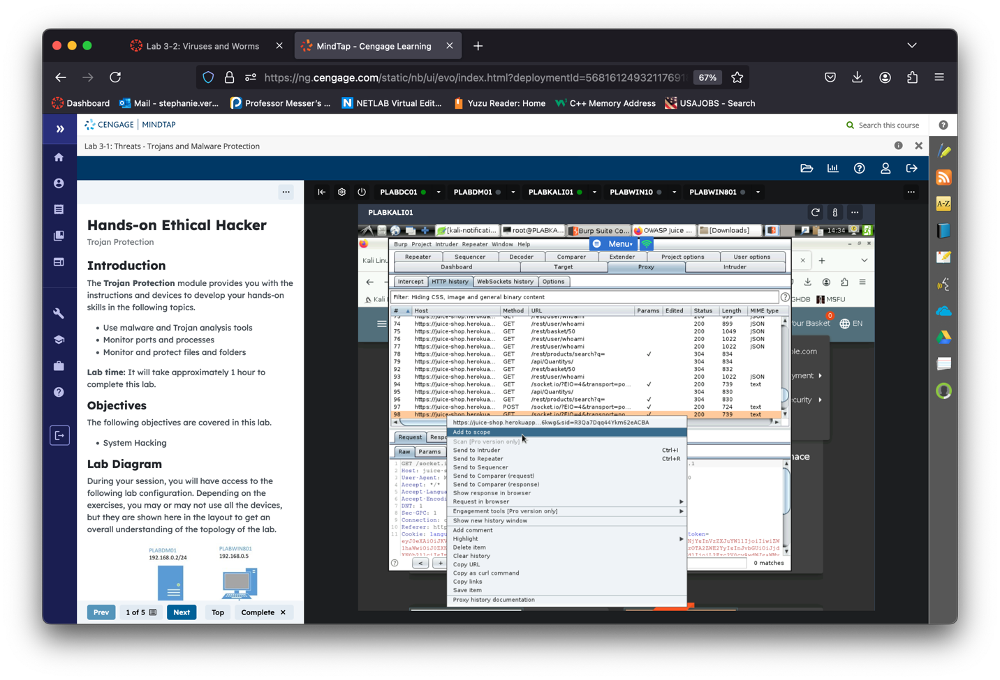 Lab 3-2: Viruses and Worms
MindTap - Cengage Learning
https://ng.cengage.com/static/nb/ui/evo/index.html?deploymentId=568161249321176918
67%
Dashboard
Mail - stephanie.ver...
Professor Messer's ...
NETLAB Virtual Edit...
Yuzu Reader: Home
C++ Memory Address
USAJOBS - Search
CENGAGE | MINDTAP
Search this course
Lab 3-1: Threats - Trojans and Malware Protection
PLABDC01
PLABDM01
PLABKALI01
PLABWIN10
PLABWIN801
Hands-on Ethical Hacker
Trojan Protection
Introduction
The Trojan Protection module provides you with the
instructions and devices to develop your hands-on
skills in the following topics.
• Use malware and Trojan analysis tools
• Monitor ports and processes
• Monitor and protect files and folders
Lab time: It will take approximately 1 hour to
complete this lab.
Objectives
The following objectives are covered in this lab.
• System Hacking
Lab Diagram
During your session, you will have access to the
following lab configuration. Depending on the
exercises, you may or may not use all the devices,
but they are shown here in the layout to get an
overall understanding of the topology of the lab.
PLABDM01
192.168.0.2/24
PLABWIN801
192.168.0.5
Prev
1 of 5
Next
Top
Complete ×
PLABKALI01
[kali-notificati...
root@PLABKA...
Burp Suite Co...
OWASP Juice ...
[Downloads]
14:34
Burp Project Intruder Repeater Window Help
Menu
Kali Linu
Repeater
Sequencer
Decoder
Comparer
Extender
Project options
User options
Dashboard
Target
Proxy
Intruder
Intercept
HTTP history
WebSockets history
Options
Kali
GHDB
MSFU
Filter: Hiding CSS, image and general binary content
# Host Method URL Params Edited Status Length MIME type
73 https://juice-shop.herokua... GET /rest/user/whoami 200 899 JSON
74 https://juice-shop.herokua... GET /rest/user/whoami 200 899 JSON
75 https://juice-shop.herokua... GET /rest/basket/50 200 1049 JSON
76 https://juice-shop.herokua... GET /rest/user/whoami 200 1022 JSON
77 https://juice-shop.herokua... GET /rest/user/whoami 200 1022 JSON
78 https://juice-shop.herokua... GET /rest/products/search?q= ✓ 304 834
79 https://juice-shop.herokua... GET /api/Quantitys/ 304 834
92 https://juice-shop.herokua... GET /rest/basket/50 304 832
93 https://juice-shop.herokua... GET /rest/user/whoami 200 1022 JSON
94 https://juice-shop.herokua... GET /socket.io/?EIO=4&transport=po... ✓ 200 739 text
95 https://juice-shop.herokua... GET /api/Quantitys/ 304 830
96 https://juice-shop.herokua... GET /rest/products/search?q= ✓ 304 830
97 https://juice-shop.herokua... POST /socket.io/?EIO=4&transport=po... ✓ 200 724 text
98 https://juice-shop.herokua... GET /socket.io/?EIO=4&transport=po... ✓ 200 739 text
our Basket
0
EN
le.com
yment
curity
nace
https://juice-shop.herokuapp...6kwg&sid=R3Qa7Dqq44Ykm62eACBA
Add to scope
Scan [Pro version only]
Send to Intruder Ctrl+I
Send to Repeater Ctrl+R
Send to Sequencer
Send to Comparer (request)
Send to Comparer (response)
Show response in browser
Request in browser
Engagement tools [Pro version only]
Show new history window
Add comment
Highlight
Delete item
Clear history
Copy URL
Copy as curl command
Copy links
Save item
Proxy history documentation
Request
Respo
Raw
Params
1 GET /socket.i
2 Host: juice-s
3 User-Agent: M
4 Accept: */*
5 Accept-Langua
6 Accept-Encodi
7 DNT: 1
8 Sec-GPC: 1
9 Connection: c
10 Referer: http
11 Cookie: langu
token=
< +
0 matches
A-Z